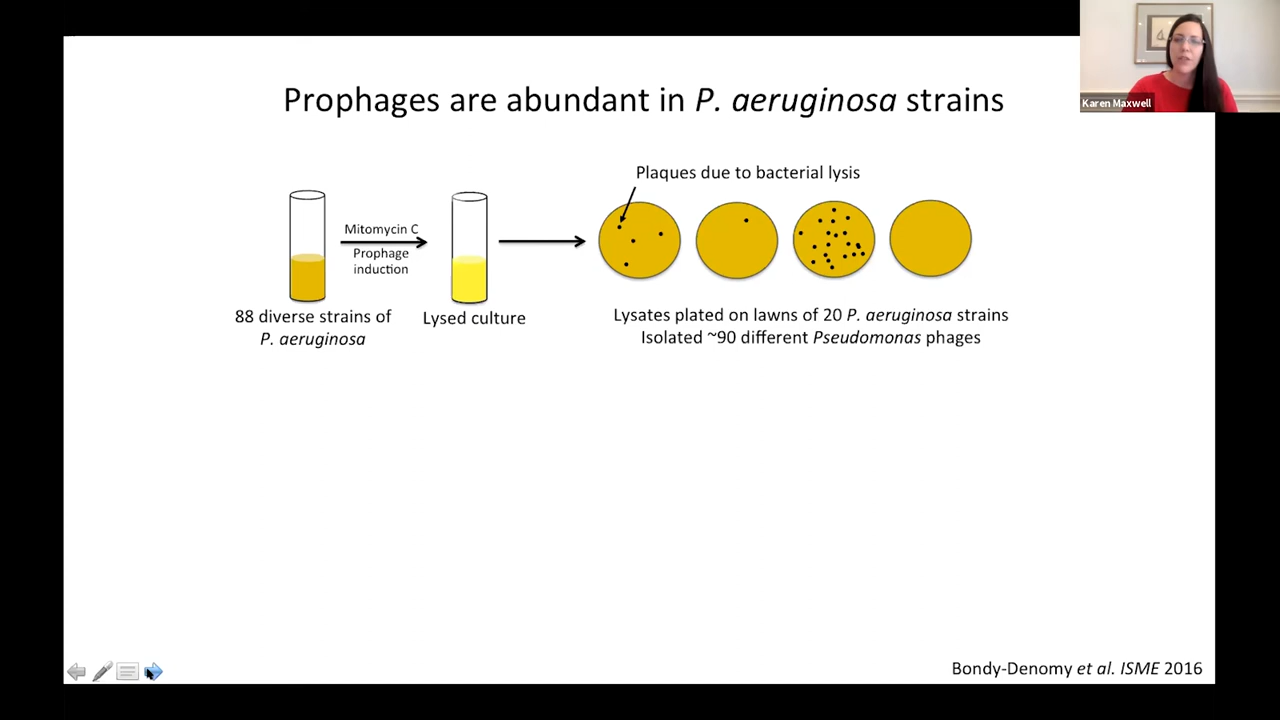 Prophages are abundant in P. aeruginosa strains
Karen Maxwell
Plaques due to bacterial lysis
Mitomycin C
Prophage
induction
88 diverse strains of
P. aeruginosa
Lysed culture
Lysates plated on lawns of 20 P. aeruginosa strains
Isolated ~90 different Pseudomonas phages
Bondy-Denomy et al. ISME 2016